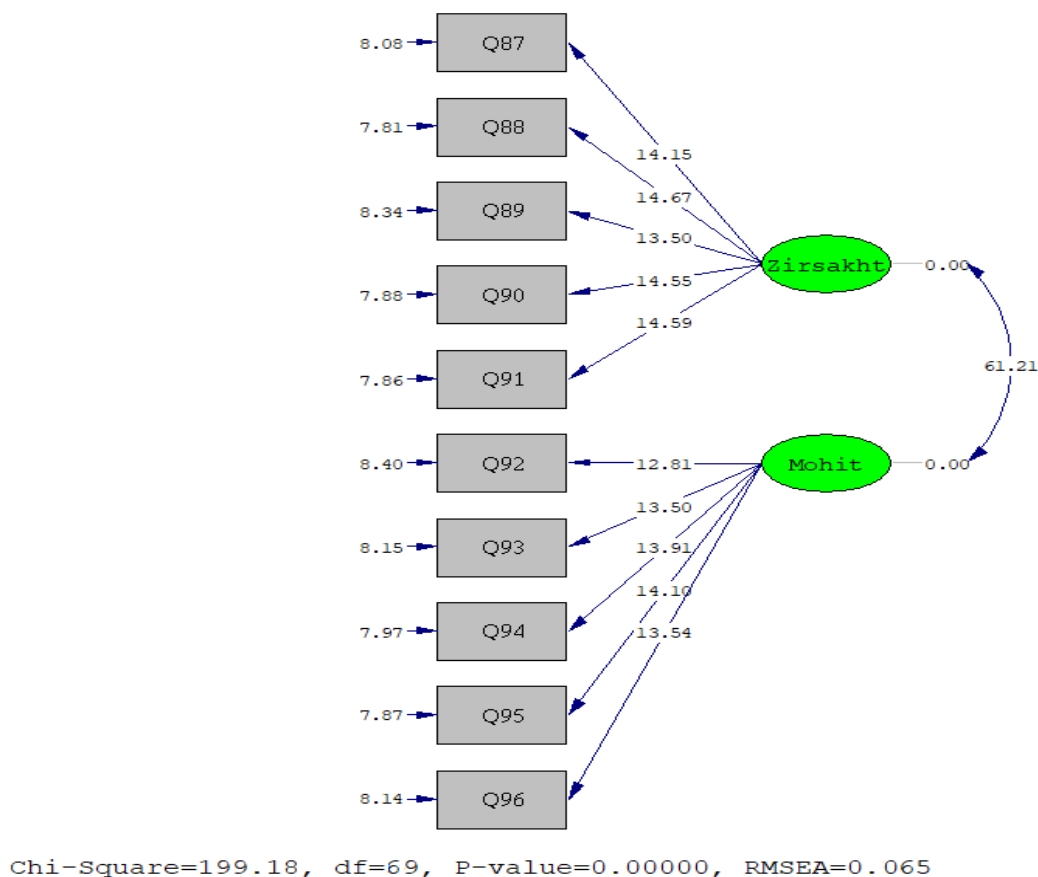 8.08 Q87
7.81 Q88
14.15
14.67
8.34 Q89
13.50
Zirsakht 0.00
14.55
7.88 Q90
14.59
61.21
7.86 Q91
8.40 Q92 12.81 Mohit 0.00
13.50
8.15 Q93
13.91
14.10
7.97 Q94
13.54
7.87 Q95
8.14 Q96
Chi-Square=199.18, df=69, P-value=0.00000, RMSEA=0.065